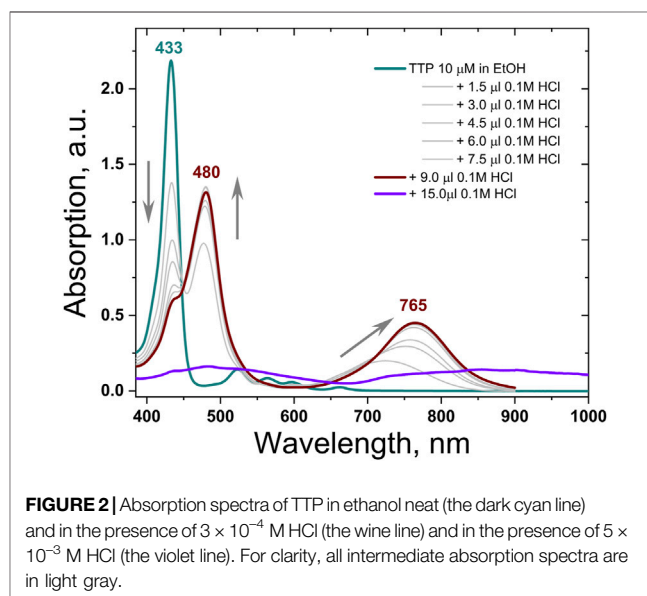 433
480
765
TTP 10 μM in EtOH
+ 1.5 μl 0.1M HCl
+ 3.0 μl 0.1M HCl
+ 4.5 μl 0.1M HCl
+ 6.0 μl 0.1M HCl
+ 7.5 μl 0.1M HCl
+ 9.0 μl 0.1M HCl
+ 15.0μl 0.1M HCl
Absorption, a.u.
2.0
1.5
1.0
0.5
0.0
400 500 600 700 800 900 1000
Wavelength, nm
FIGURE 2 | Absorption spectra of TTP in ethanol neat (the dark cyan line)
and in the presence of 3 × 10⁻⁴ M HCl (the wine line) and in the presence of 5 ×
10⁻³ M HCl (the violet line). For clarity, all intermediate absorption spectra are
in light gray.